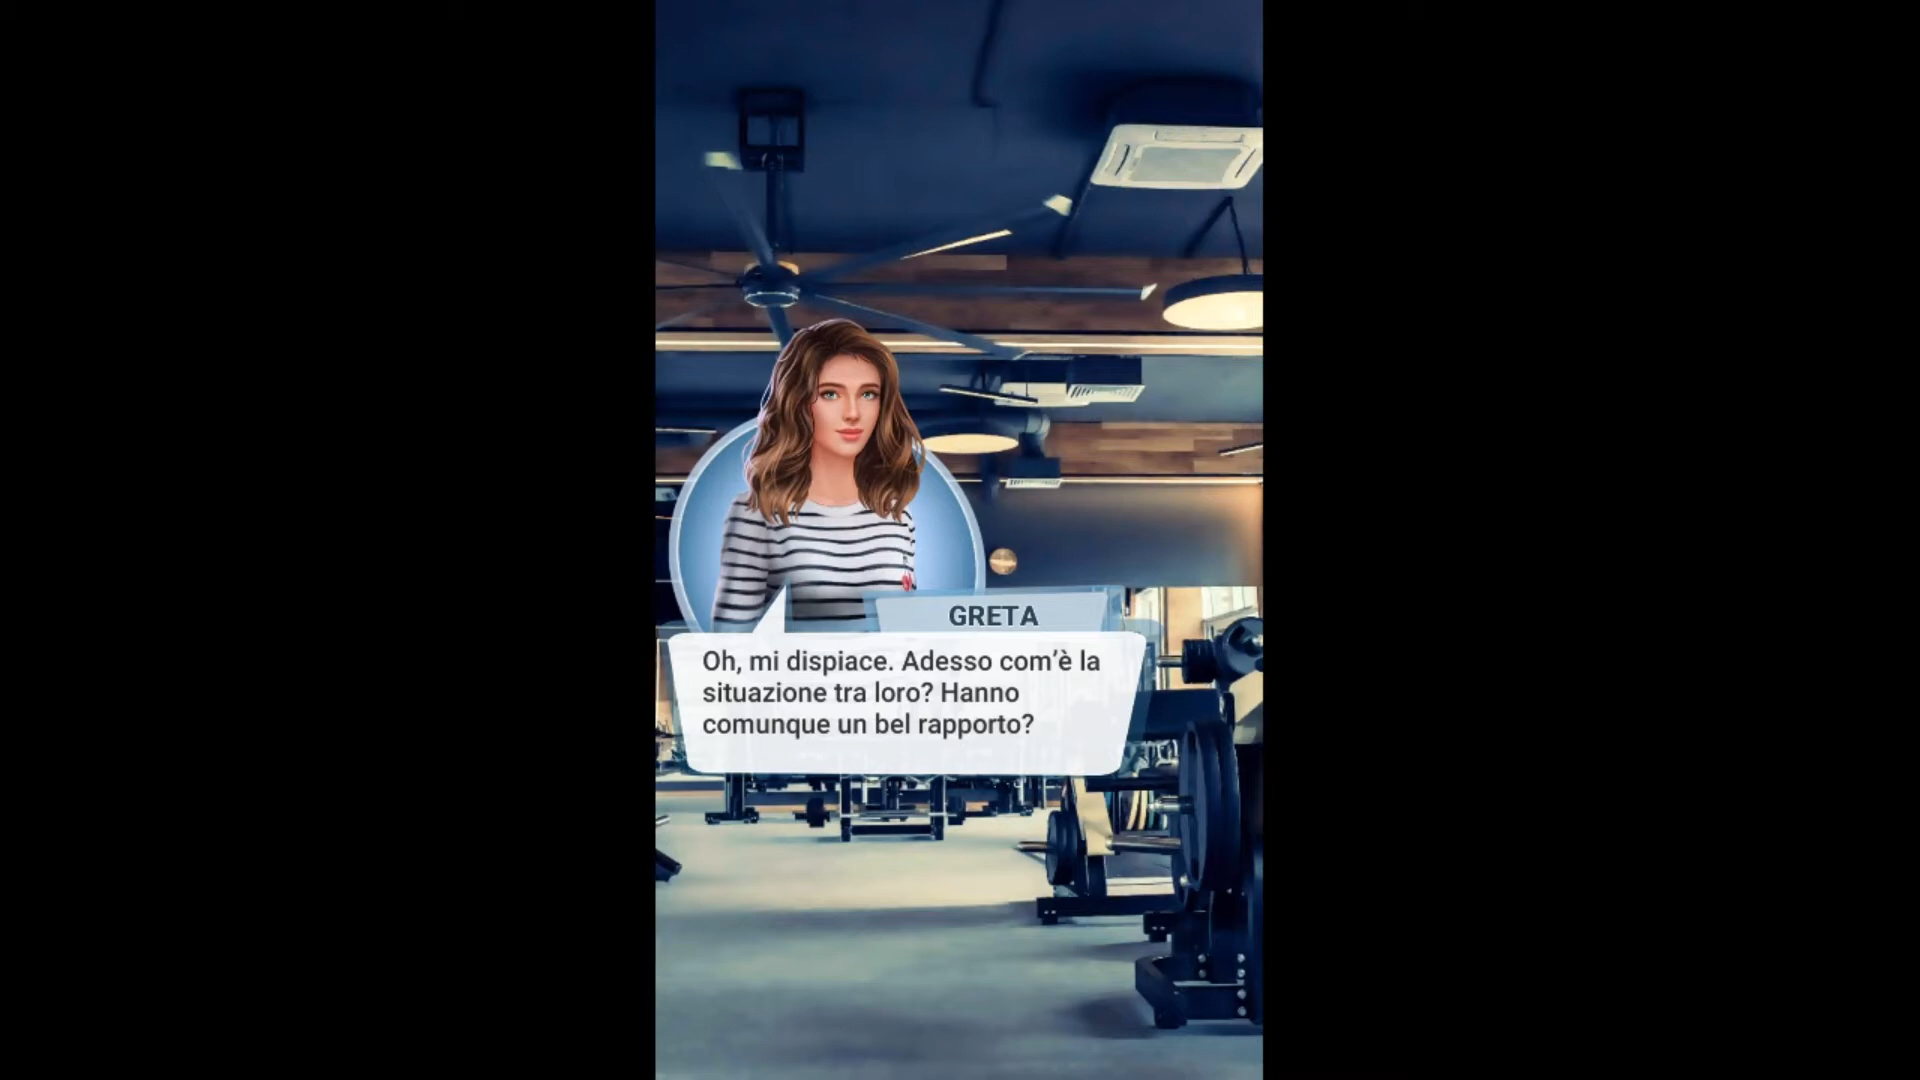 GRETA
Oh, mi dispiace. Adesso com’è la
situazione tra loro? Hanno
comunque un bel rapporto?